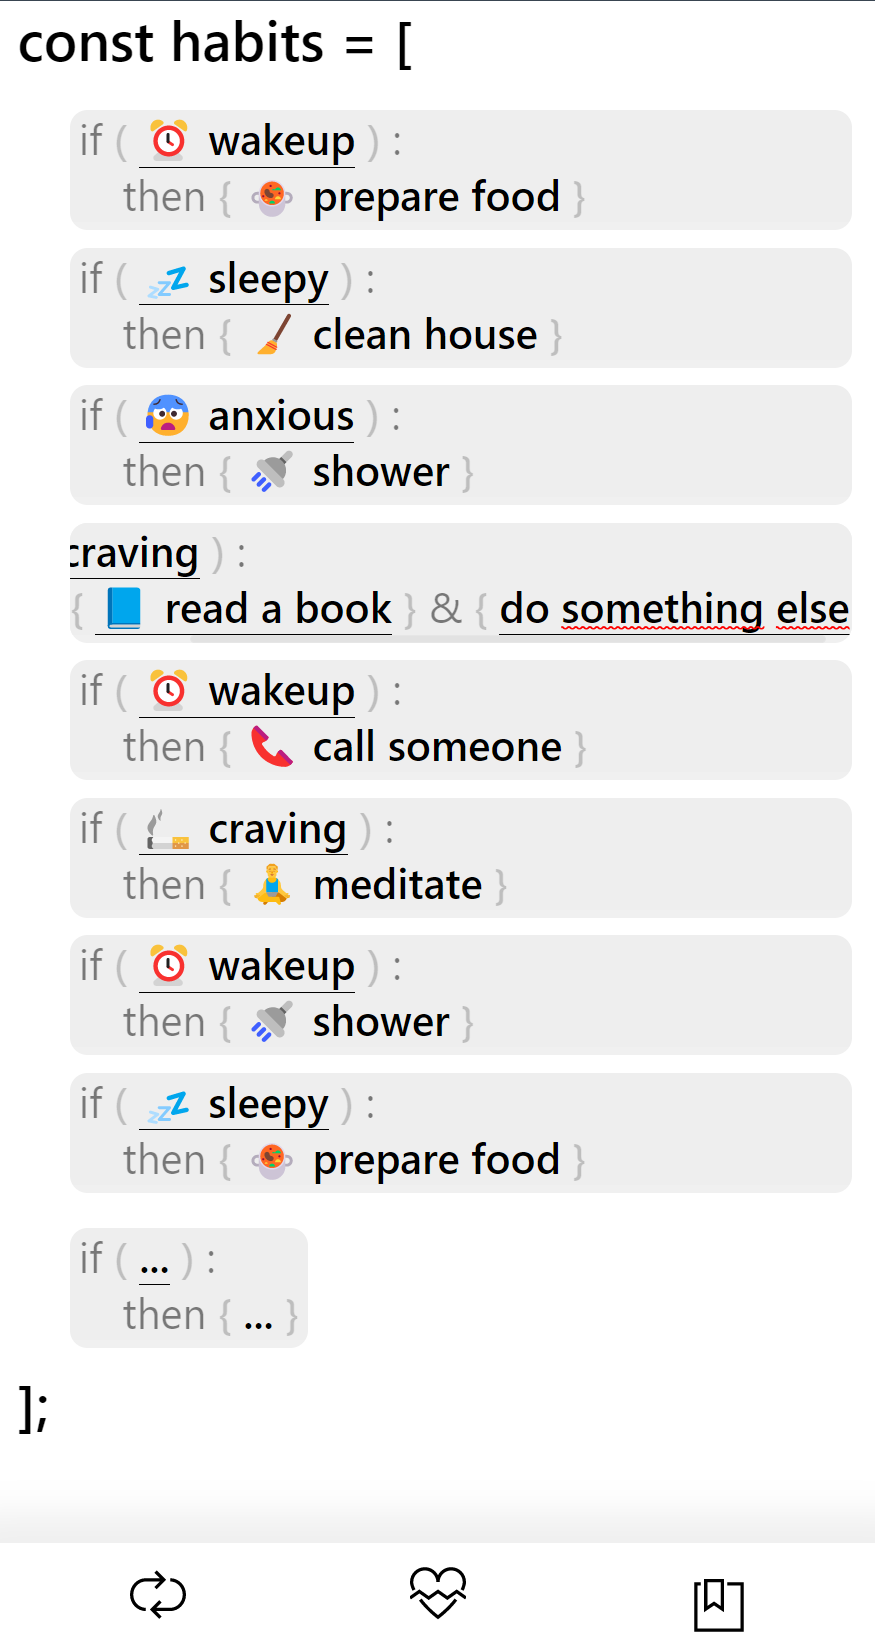 const habits = [
if ( ⏰ wakeup ) :
then { 🍲 prepare food }
if ( 💤 sleepy ) :
then { 🧹 clean house }
if ( 😰 anxious ) :
then { 🚿 shower }
craving ) :
{ 📘 read a book } & { do something else
if ( ⏰ wakeup ) :
then { 📞 call someone }
if ( 🚬 craving ) :
then { 🧘 meditate }
if ( ⏰ wakeup ) :
then { 🚿 shower }
if ( 💤 sleepy ) :
then { 🍲 prepare food }
if ( ... ) :
then { ... }
];